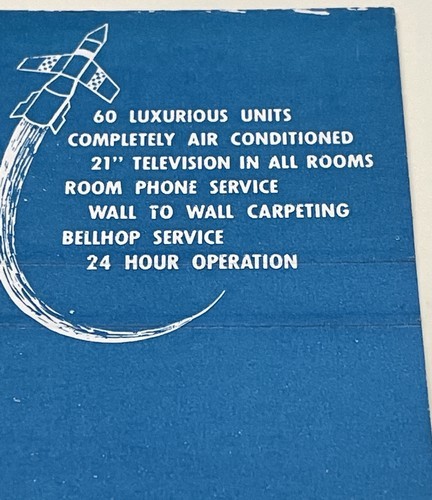 60 LUXURIOUS UNITS
COMPLETELY AIR CONDITIONED
21" TELEVISION IN ALL ROOMS
ROOM PHONE SERVICE
WALL TO WALL CARPETING
BELLHOP SERVICE
24 HOUR OPERATION